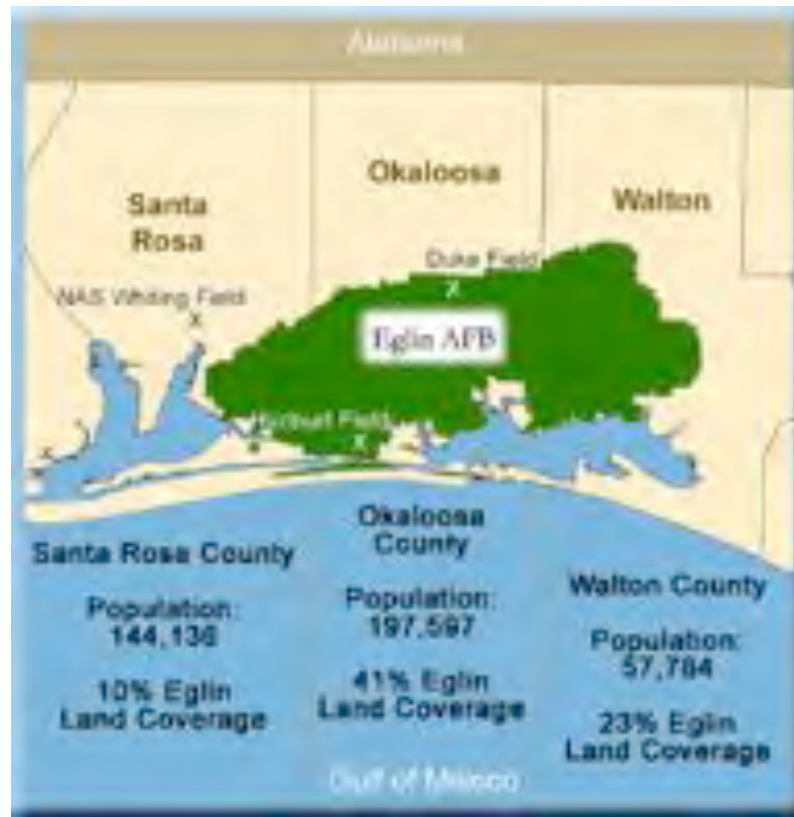 Alabama
Okaloosa
Santa
Rosa
Walton
Duke Field
NAS Whiting Field
Eglin AFB
Hurlburt Field
Santa Rosa County
Population:
144,136
10% Eglin
Land Coverage
Okaloosa
County
Population:
197,597
41% Eglin
Land Coverage
Walton County
Population:
57,784
23% Eglin
Land Coverage
Gulf of Mexico